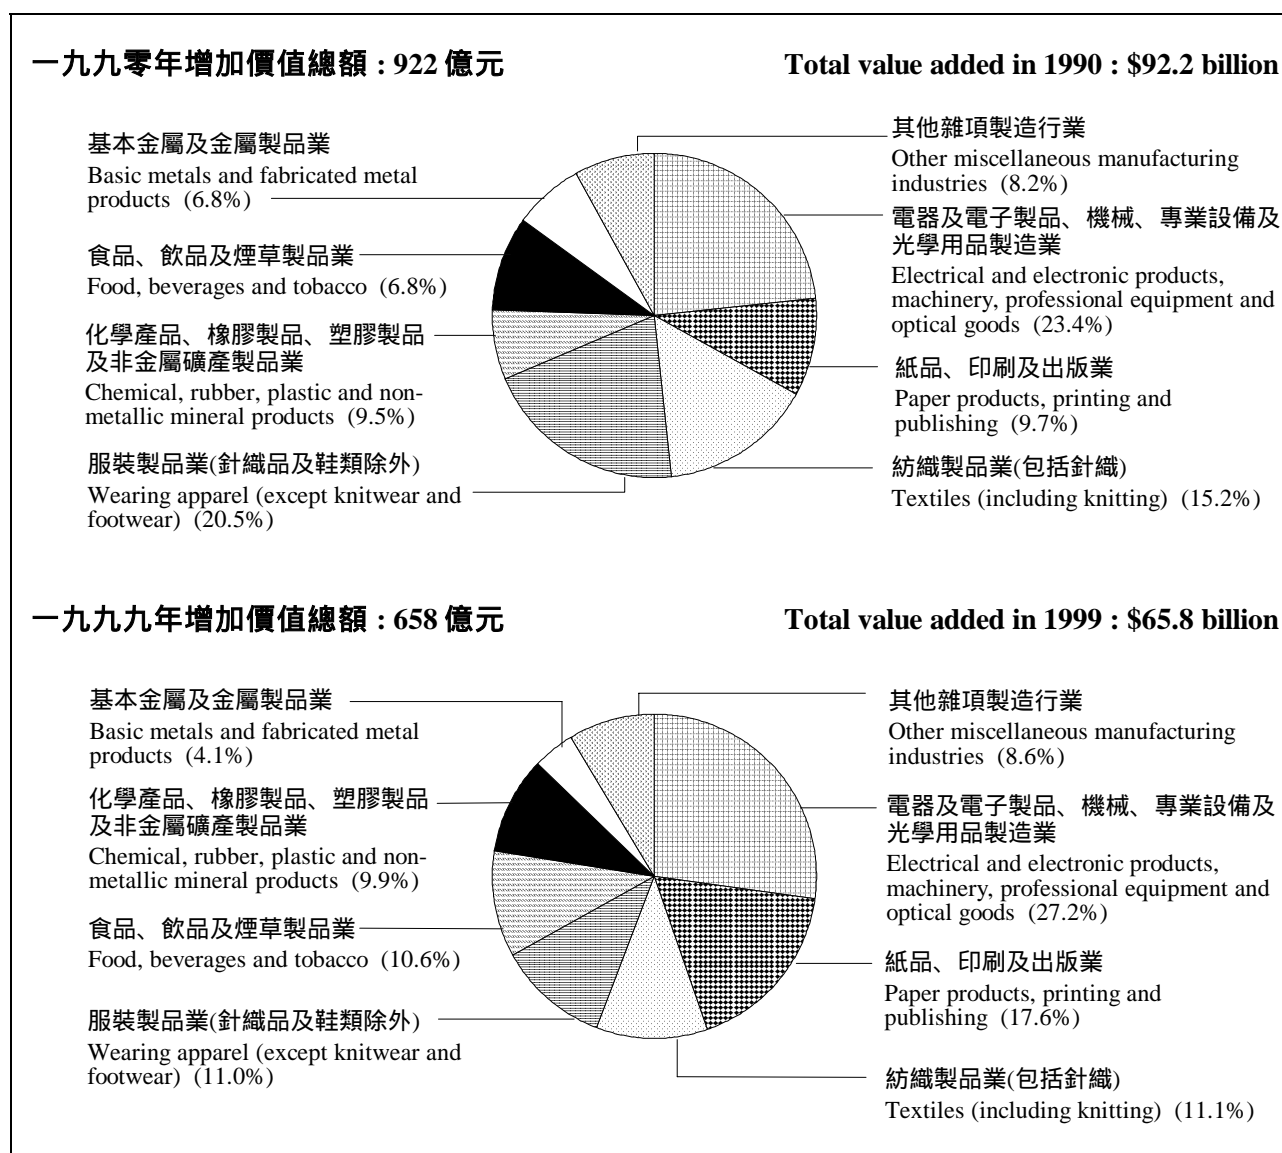 一九九零年增加價值總額 : 922 億元
Total value added in 1990 : $92.2 billion
基本金屬及金屬製品業
Basic metals and fabricated metal
products (6.8%)
食品、飲品及煙草製品業
Food, beverages and tobacco (6.8%)
化學產品、橡膠製品、塑膠製品
及非金屬礦產製品業
Chemical, rubber, plastic and non-
metallic mineral products (9.5%)
服裝製品業(針織品及鞋類除外)
Wearing apparel (except knitwear and
footwear) (20.5%)
其他雜項製造行業
Other miscellaneous manufacturing
industries (8.2%)
電器及電子製品、機械、專業設備及
光學用品製造業
Electrical and electronic products,
machinery, professional equipment and
optical goods (23.4%)
紙品、印刷及出版業
Paper products, printing and
publishing (9.7%)
紡織製品業(包括針織)
Textiles (including knitting) (15.2%)
一九九九年增加價值總額 : 658 億元
Total value added in 1999 : $65.8 billion
基本金屬及金屬製品業
Basic metals and fabricated metal
products (4.1%)
化學產品、橡膠製品、塑膠製品
及非金屬礦產製品業
Chemical, rubber, plastic and non-
metallic mineral products (9.9%)
食品、飲品及煙草製品業
Food, beverages and tobacco (10.6%)
服裝製品業(針織品及鞋類除外)
Wearing apparel (except knitwear and
footwear) (11.0%)
其他雜項製造行業
Other miscellaneous manufacturing
industries (8.6%)
電器及電子製品、機械、專業設備及
光學用品製造業
Electrical and electronic products,
machinery, professional equipment and
optical goods (27.2%)
紙品、印刷及出版業
Paper products, printing and
publishing (17.6%)
紡織製品業(包括針織)
Textiles (including knitting) (11.1%)